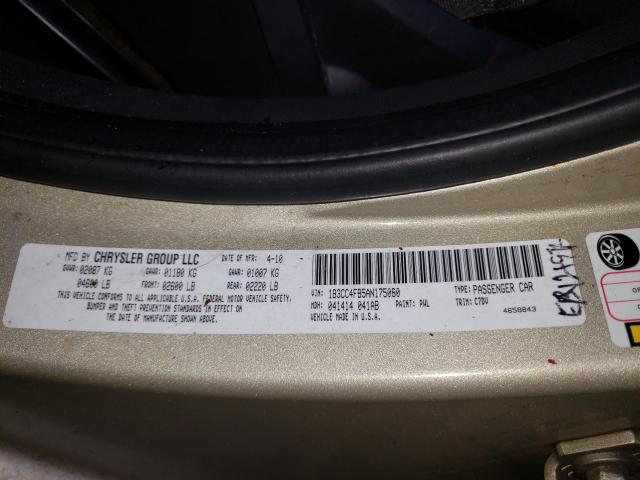 MFD BY CHRYSLER GROUP LLC DATE OF MFR: 4-10
GVWR: 02087 KG GAWR: 01180 KG GAWR: 01007 KG
LB FRONT: 02600 LB REAR: 02220 LB
THIS VEHICLE CONFORMS TO ALL APPLICABLE U.S.A. FEDERAL MOTOR VEHICLE SAFETY,
BUMPER AND THEFT PREVENTION STANDARDS IN EFFECT ON
THE DATE OF MANUFACTURE SHOWN ABOVE.
VIN: 1B3CC4FB5AN175080 TYPE: PASSENGER CAR
MDH: 041414 041AB PAINT: PWL TRIM: C7DV
VEHICLE MADE IN U.S.A. 4658843